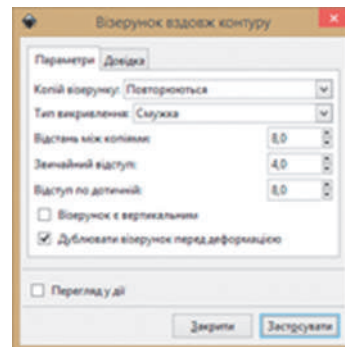 Візерунок вздовж контуру
Параметри Довідка
Копій візерунку: Повторюються
Тип викривлення: Смужка
Відстань між копіями: 8,0
Звичайний відступ: 4,0
Відступ по дотичній: 8,0
Візерунок є вертикальним
Дублювати візерунок перед деформацією
Перегляд у дії
Закрити Застосувати